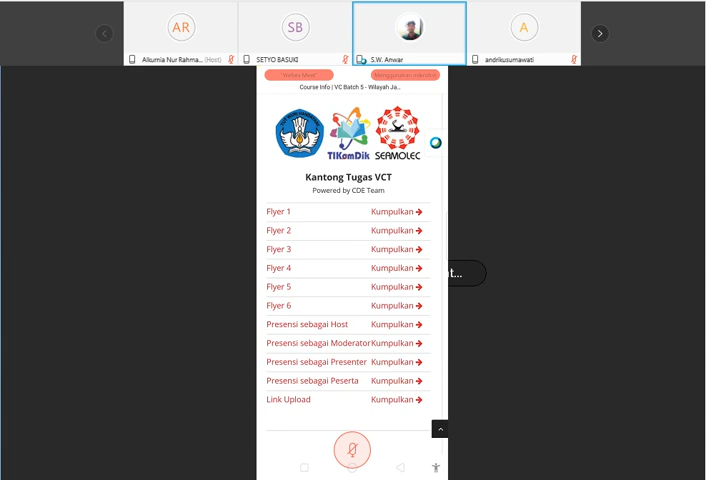 AR
SB
A
Alkumia Nur Rahma... (Host)
SETYO BASUKI
S.W. Anwar
andrikusumawati
Course Info | VC Batch 5 - Wilayah Ja...
TIKomDik
SEAMOLEC
Kantong Tugas VCT
Powered by CDE Team
Flyer 1 Kumpulkan
Flyer 2 Kumpulkan
Flyer 3 Kumpulkan
Flyer 4 Kumpulkan
Flyer 5 Kumpulkan
Flyer 6 Kumpulkan
Presensi sebagai Host Kumpulkan
Presensi sebagai Moderator Kumpulkan
Presensi sebagai Presenter Kumpulkan
Presensi sebagai Peserta Kumpulkan
Link Upload Kumpulkan
t...